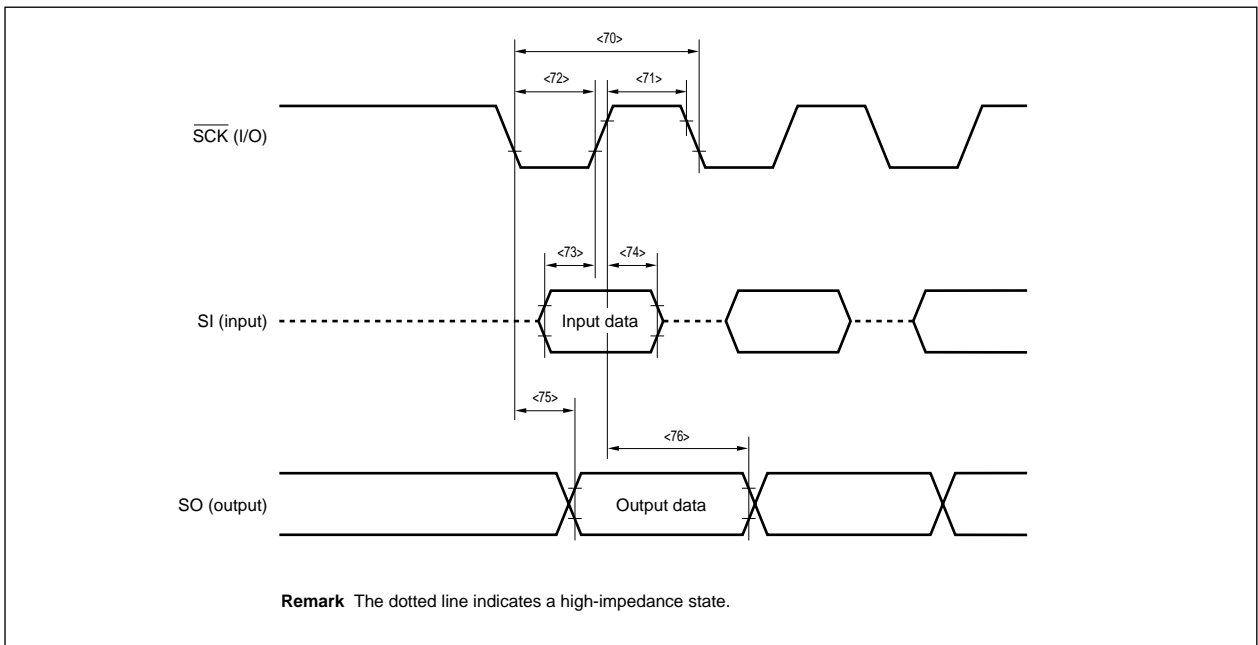 <70>
<72> <71>
SCK (I/O)
<73> <74>
SI (input) Input data
<75>
<76>
SO (output) Output data
Remark The dotted line indicates a high-impedance state.